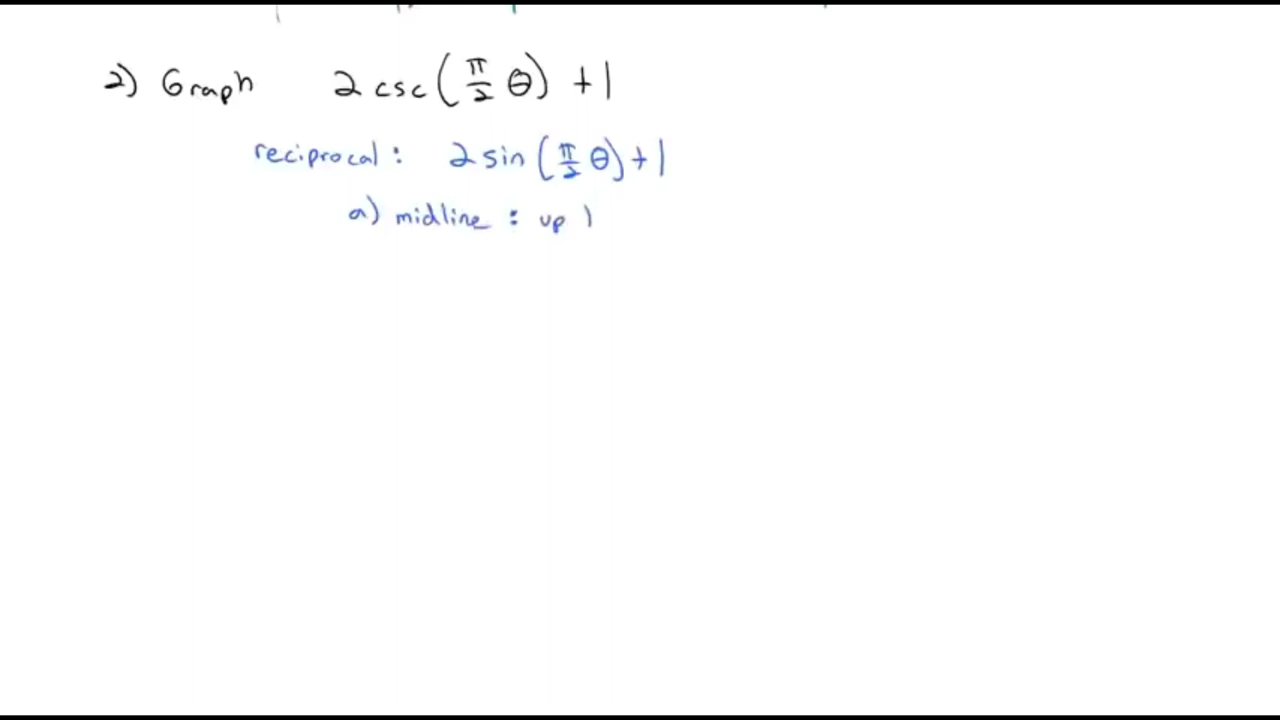 2) Graph 2 csc(π/2 θ) + 1
reciprocal: 2 sin(π/2 θ) + 1
a) midline: up 1